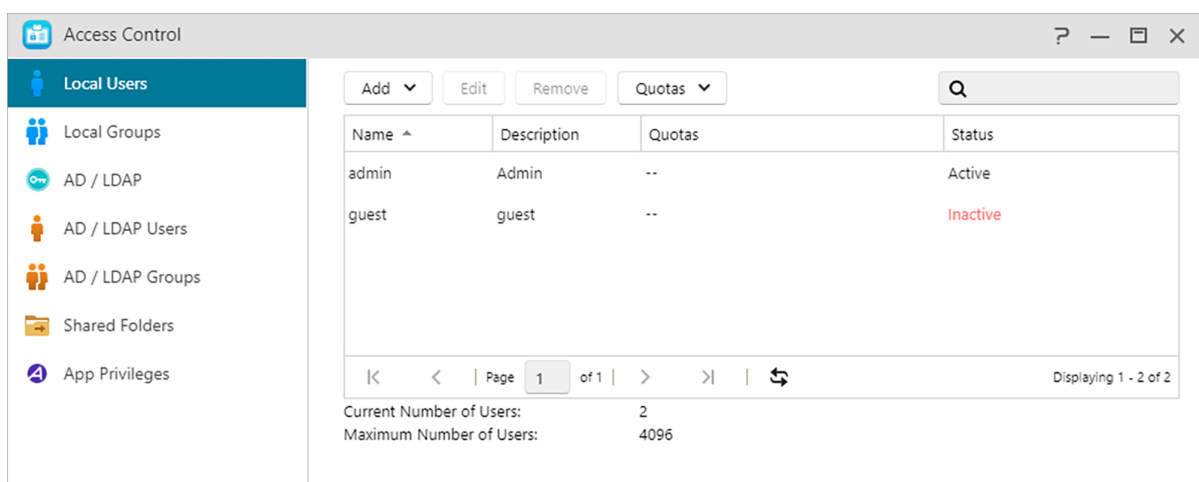 Access Control
Local Users
Local Groups
AD / LDAP
AD / LDAP Users
AD / LDAP Groups
Shared Folders
App Privileges
Add Edit Remove Quotas
Name Description Quotas Status
admin Admin -- Active
guest guest -- Inactive
Page 1 of 1 Displaying 1 - 2 of 2
Current Number of Users: 2
Maximum Number of Users: 4096